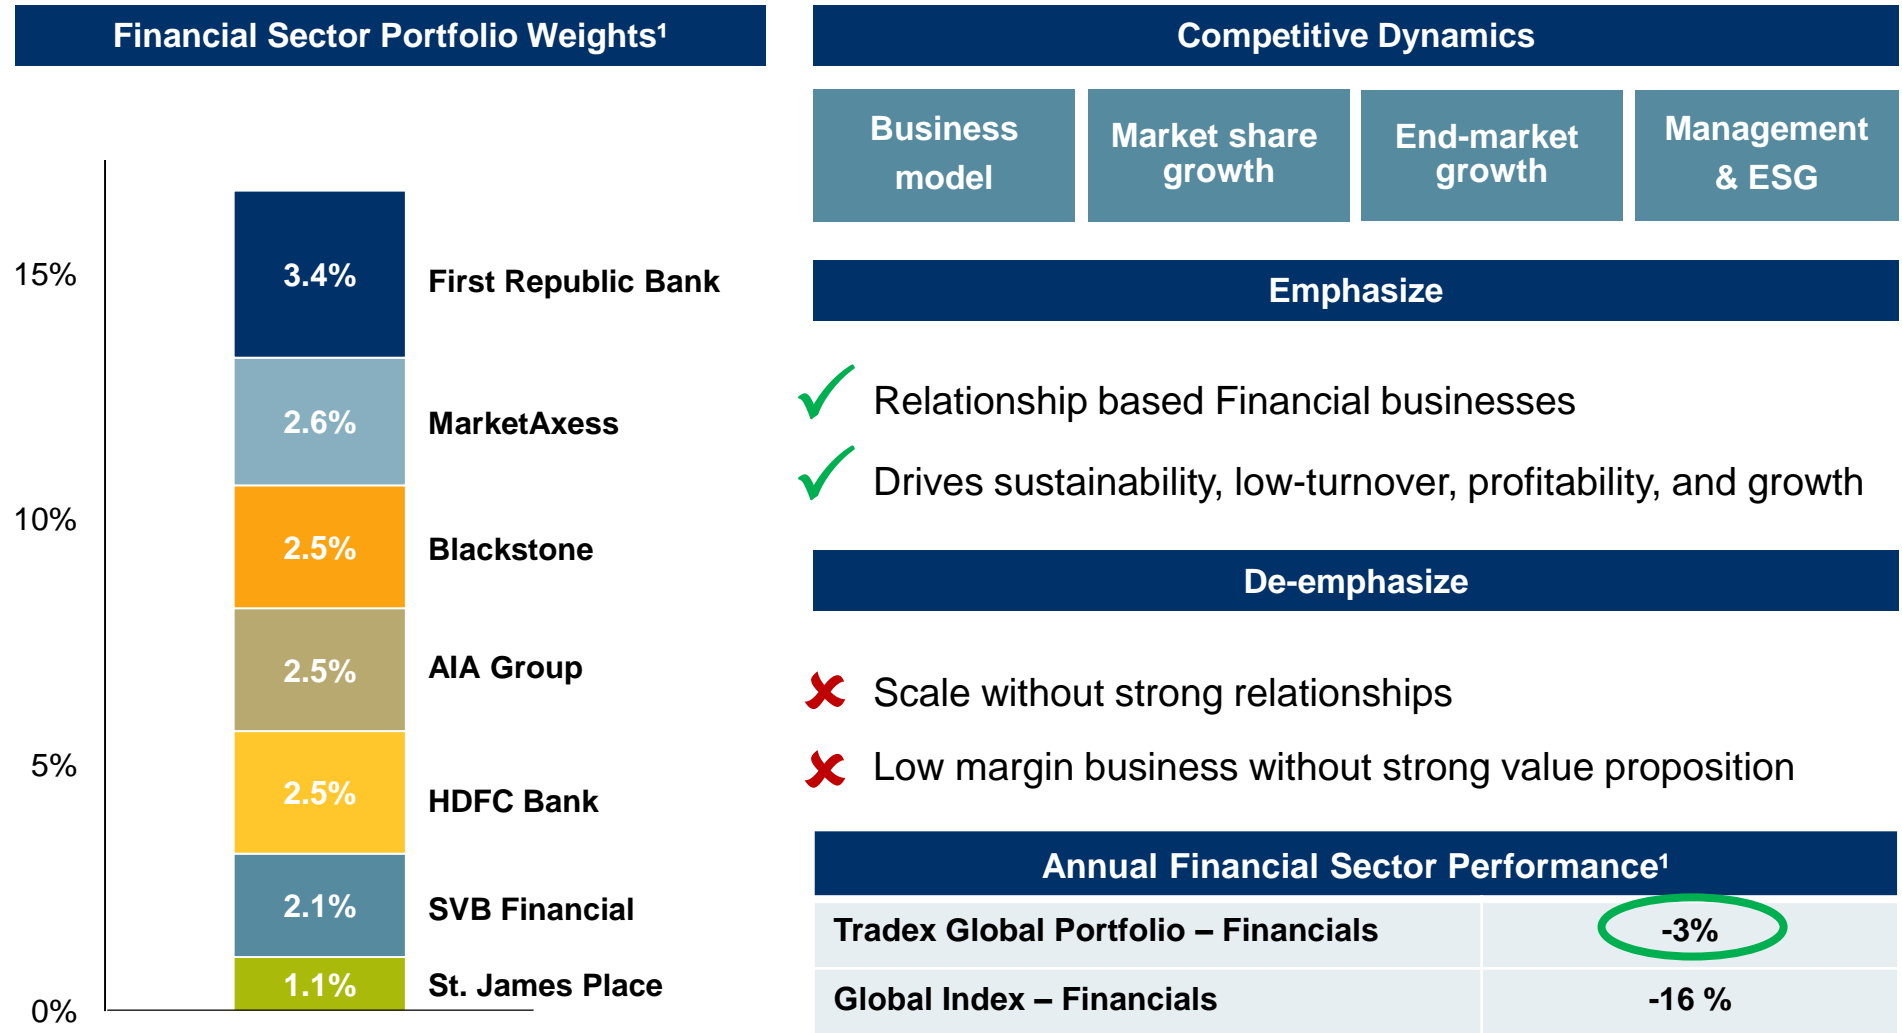 Financial Sector Portfolio Weights¹
15%
10%
5%
0%
3.4%
First Republic Bank
2.6%
MarketAxess
2.5%
Blackstone
2.5%
AIA Group
2.5%
HDFC Bank
2.1%
SVB Financial
1.1%
St. James Place
Competitive Dynamics
Business
model
Market share
growth
End-market
growth
Management
& ESG
Emphasize
Relationship based Financial businesses
Drives sustainability, low-turnover, profitability, and growth
De-emphasize
Scale without strong relationships
Low margin business without strong value proposition
Annual Financial Sector Performance¹
Tradex Global Portfolio – Financials
-3%
Global Index – Financials
-16 %